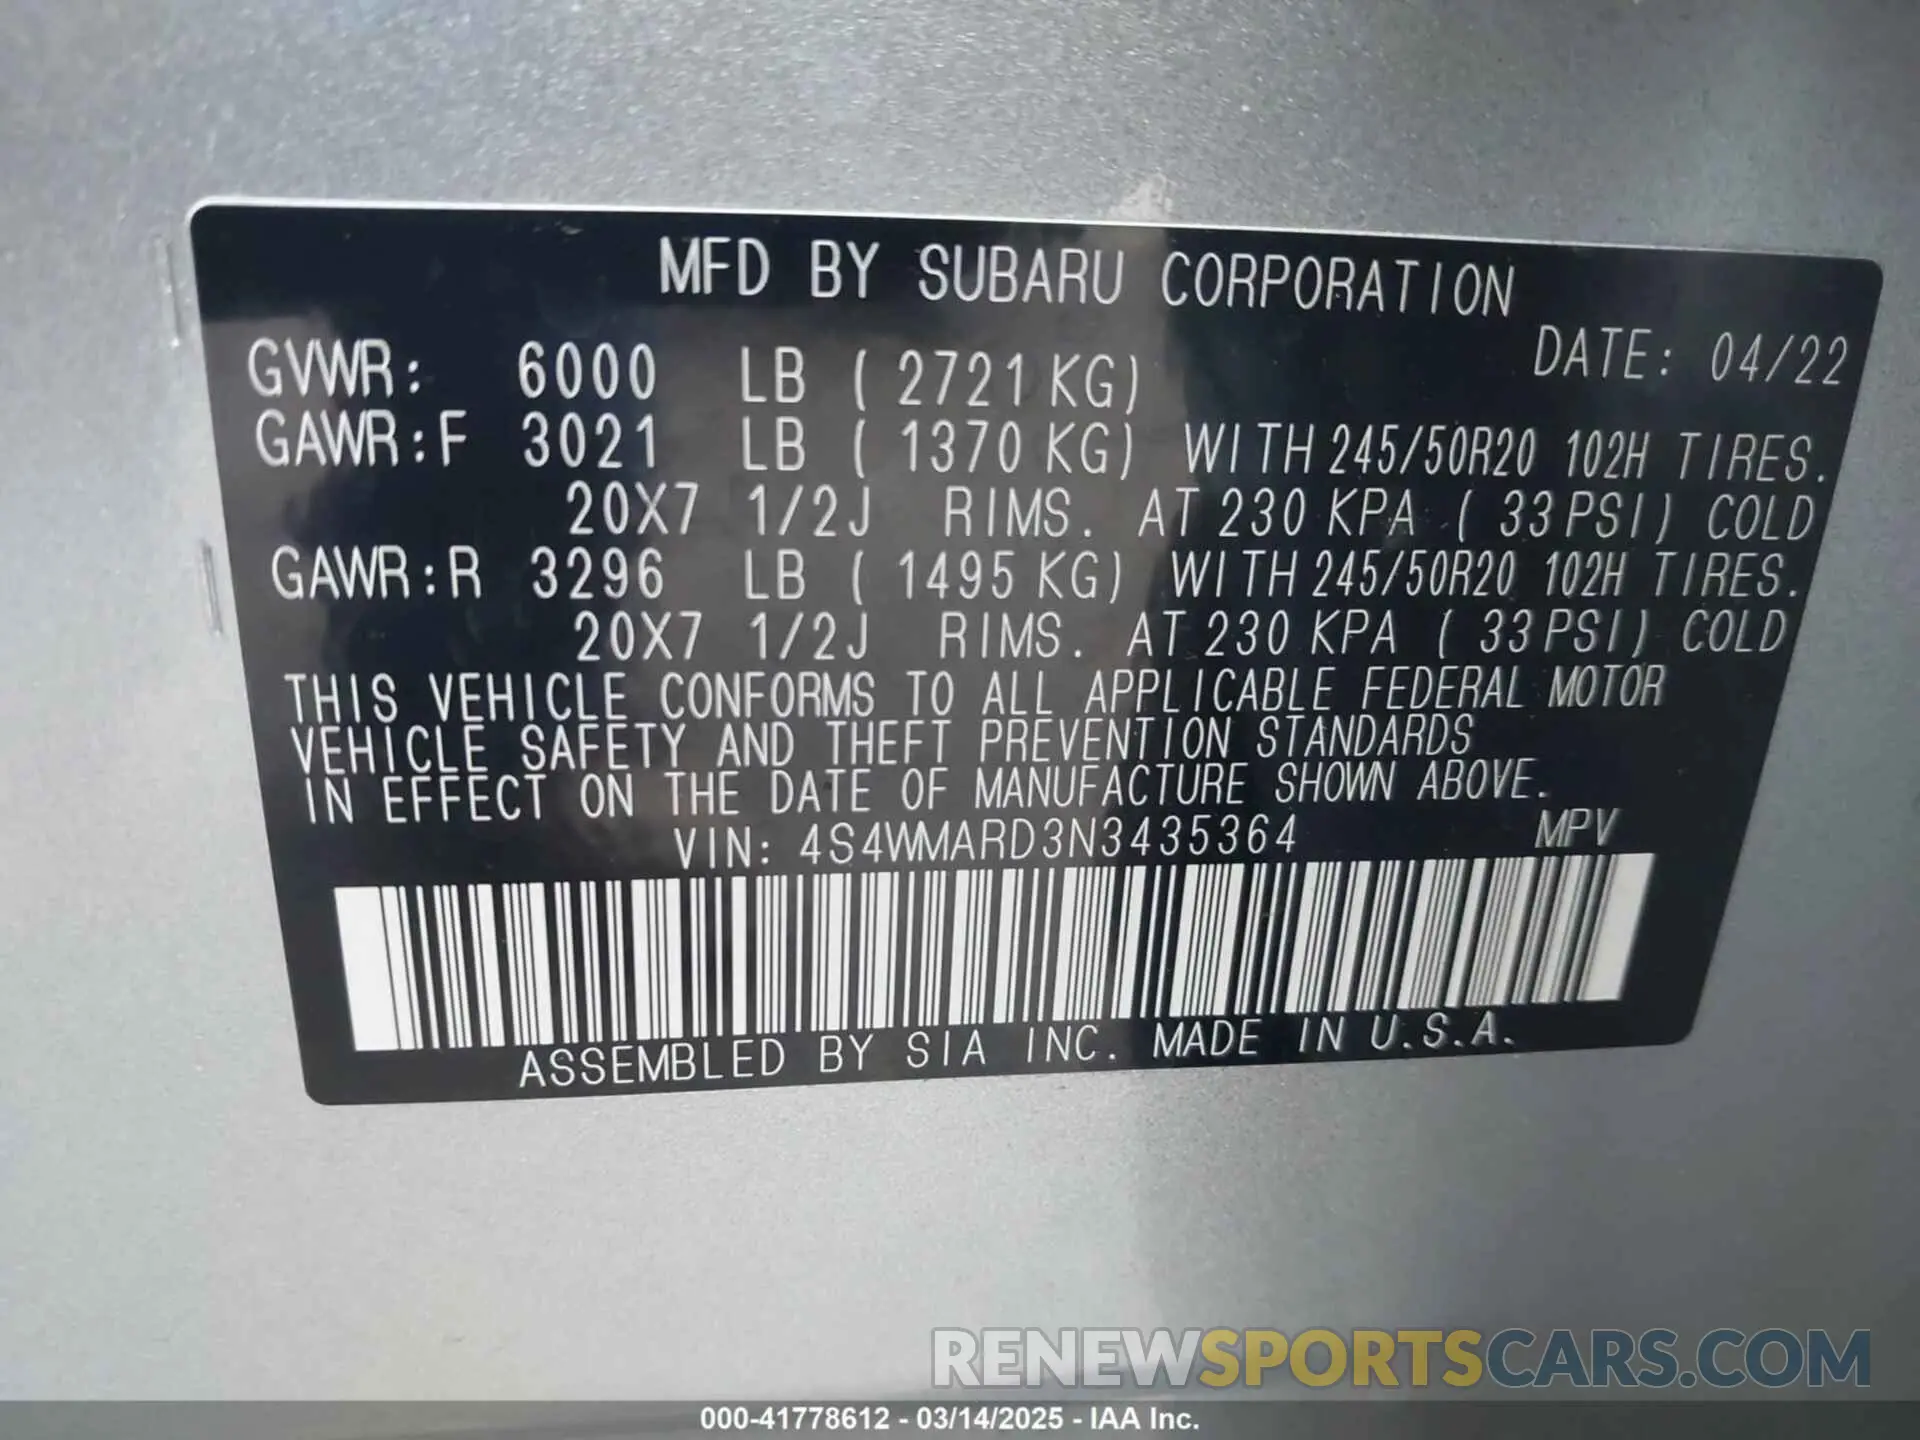 MFD BY SUBARU CORPORATION
DATE: 04/22
GVWR: 6000 LB ( 2721 KG)
GAWR:F 3021 LB ( 1370 KG) WITH 245/50R20 102H TIRES.
20X7 1/2J RIMS. AT 230 KPA ( 33 PSI) COLD
GAWR:R 3296 LB ( 1495 KG) WITH 245/50R20 102H TIRES.
20X7 1/2J RIMS. AT 230 KPA ( 33 PSI) COLD
THIS VEHICLE CONFORMS TO ALL APPLICABLE FEDERAL MOTOR
VEHICLE SAFETY AND THEFT PREVENTION STANDARDS
IN EFFECT ON THE DATE OF MANUFACTURE SHOWN ABOVE.
VIN: 4S4WMARD3N3435364 MPV
ASSEMBLED BY SIA INC. MADE IN U.S.A.
RENEWSPORTSCARS.COM
000-41778612 - 03/14/2025 - IAA Inc.